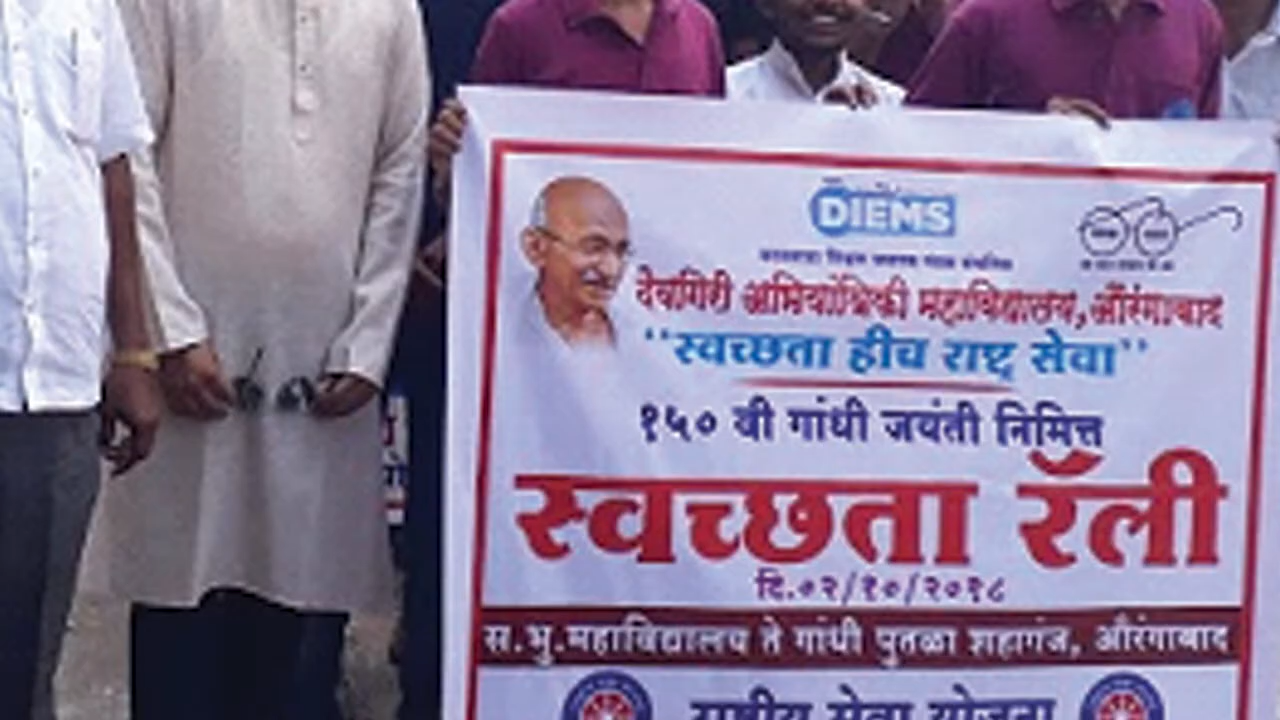 DIEMS
देवगिरी अभियांत्रिकी महाविद्यालय, औरंगाबाद
“स्वच्छता हीच राष्ट्र सेवा”
१५० वी गांधी जयंती निमित्त
स्वच्छता रॅली
दि.०२/१०/२०१८
स.भु.महाविद्यालय ते गांधी पुतळा शहागंज, औरंगाबाद
राष्ट्रीय सेवा योजना